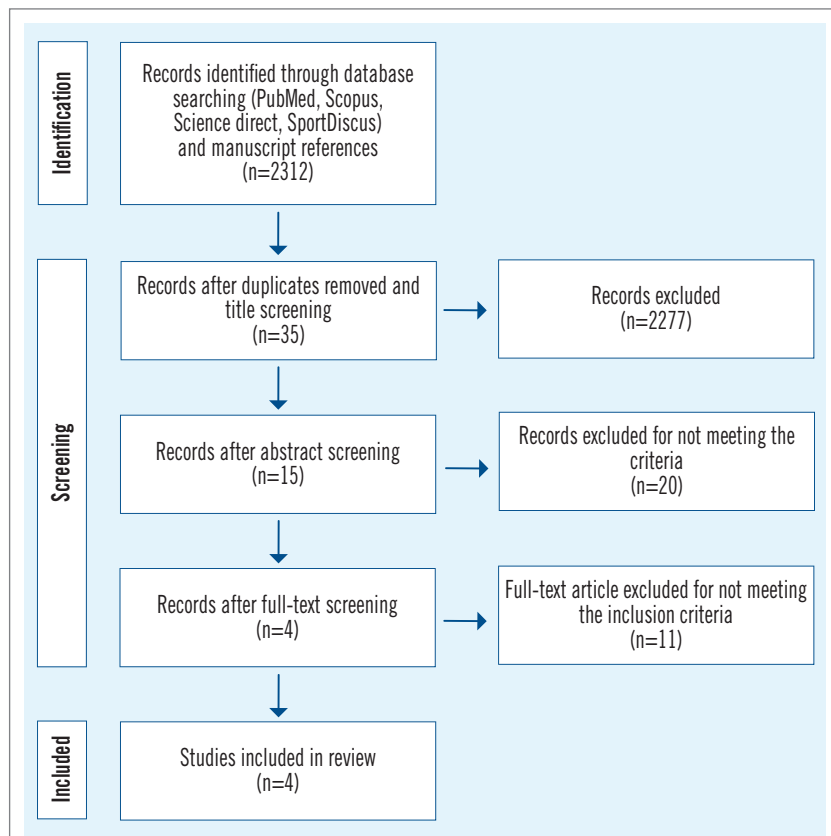 Identification
Records identified through database
searching (PubMed, Scopus,
Science direct, SportDiscus)
and manuscript references
(n=2312)
Screening
Records after duplicates removed and
title screening
(n=35)
Records excluded
(n=2277)
Records after abstract screening
(n=15)
Records excluded for not meeting the
criteria
(n=20)
Records after full-text screening
(n=4)
Full-text article excluded for not meeting
the inclusion criteria
(n=11)
Included
Studies included in review
(n=4)